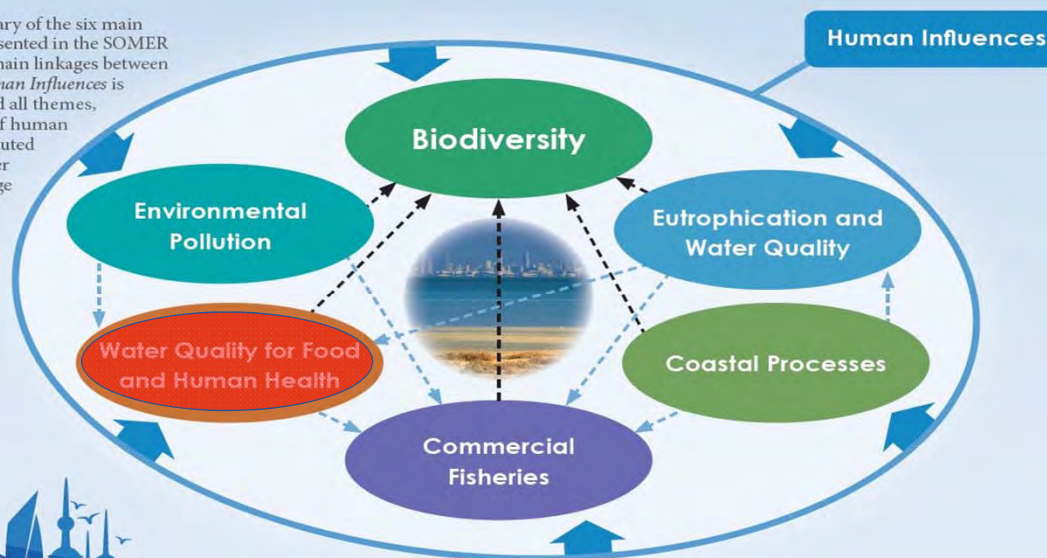 ary of the six main
sented in the SOMER
main linkages between
man Influences is
d all themes,
f human
uted
er
ge
Human Influences
Biodiversity
Environmental
Pollution
Eutrophication and
Water Quality
Water Quality for Food
and Human Health
Coastal Processes
Commercial
Fisheries